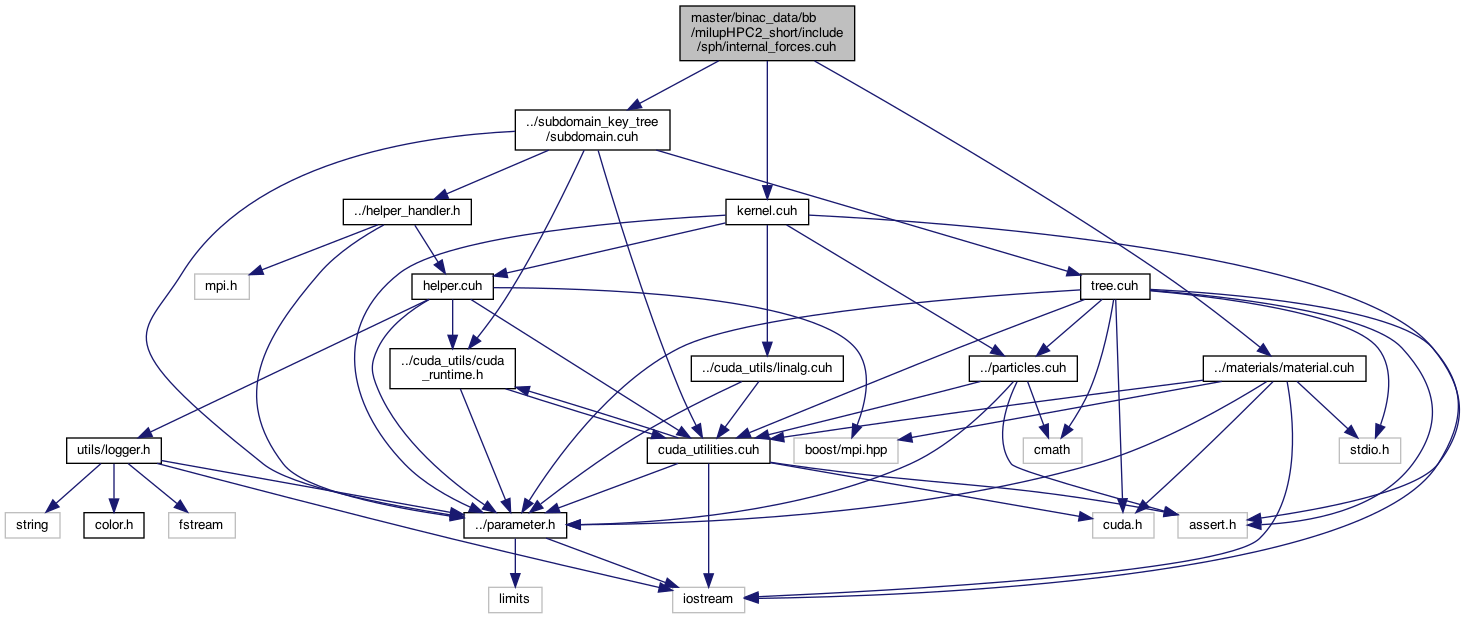 master/binac_data/bb
/milupHPC2_short/include
/sph/internal_forces.cuh
../subdomain_key_tree
/subdomain.cuh
../helper_handler.h
kernel.cuh
mpi.h
helper.cuh
tree.cuh
../cuda_utils/cuda
_runtime.h
../cuda_utils/linalg.cuh
../particles.cuh
../materials/material.cuh
utils/logger.h
cuda_utilities.cuh
boost/mpi.hpp
cmath
stdio.h
string
color.h
fstream
../parameter.h
cuda.h
assert.h
limits
iostream